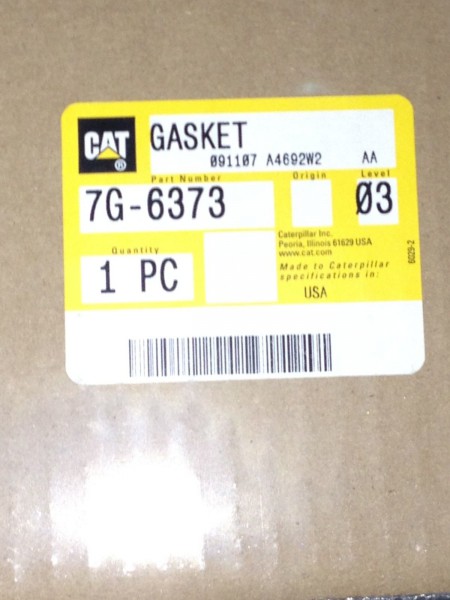 CAT®
GASKET
091107 A4692W2 AA
Part Number Origin Level
7G-6373 03
Quantity
1 PC
Caterpillar Inc.
Peoria, Illinois 61629 USA
www.cat.com
Made to Caterpillar
specifications in:
USA
6029-2